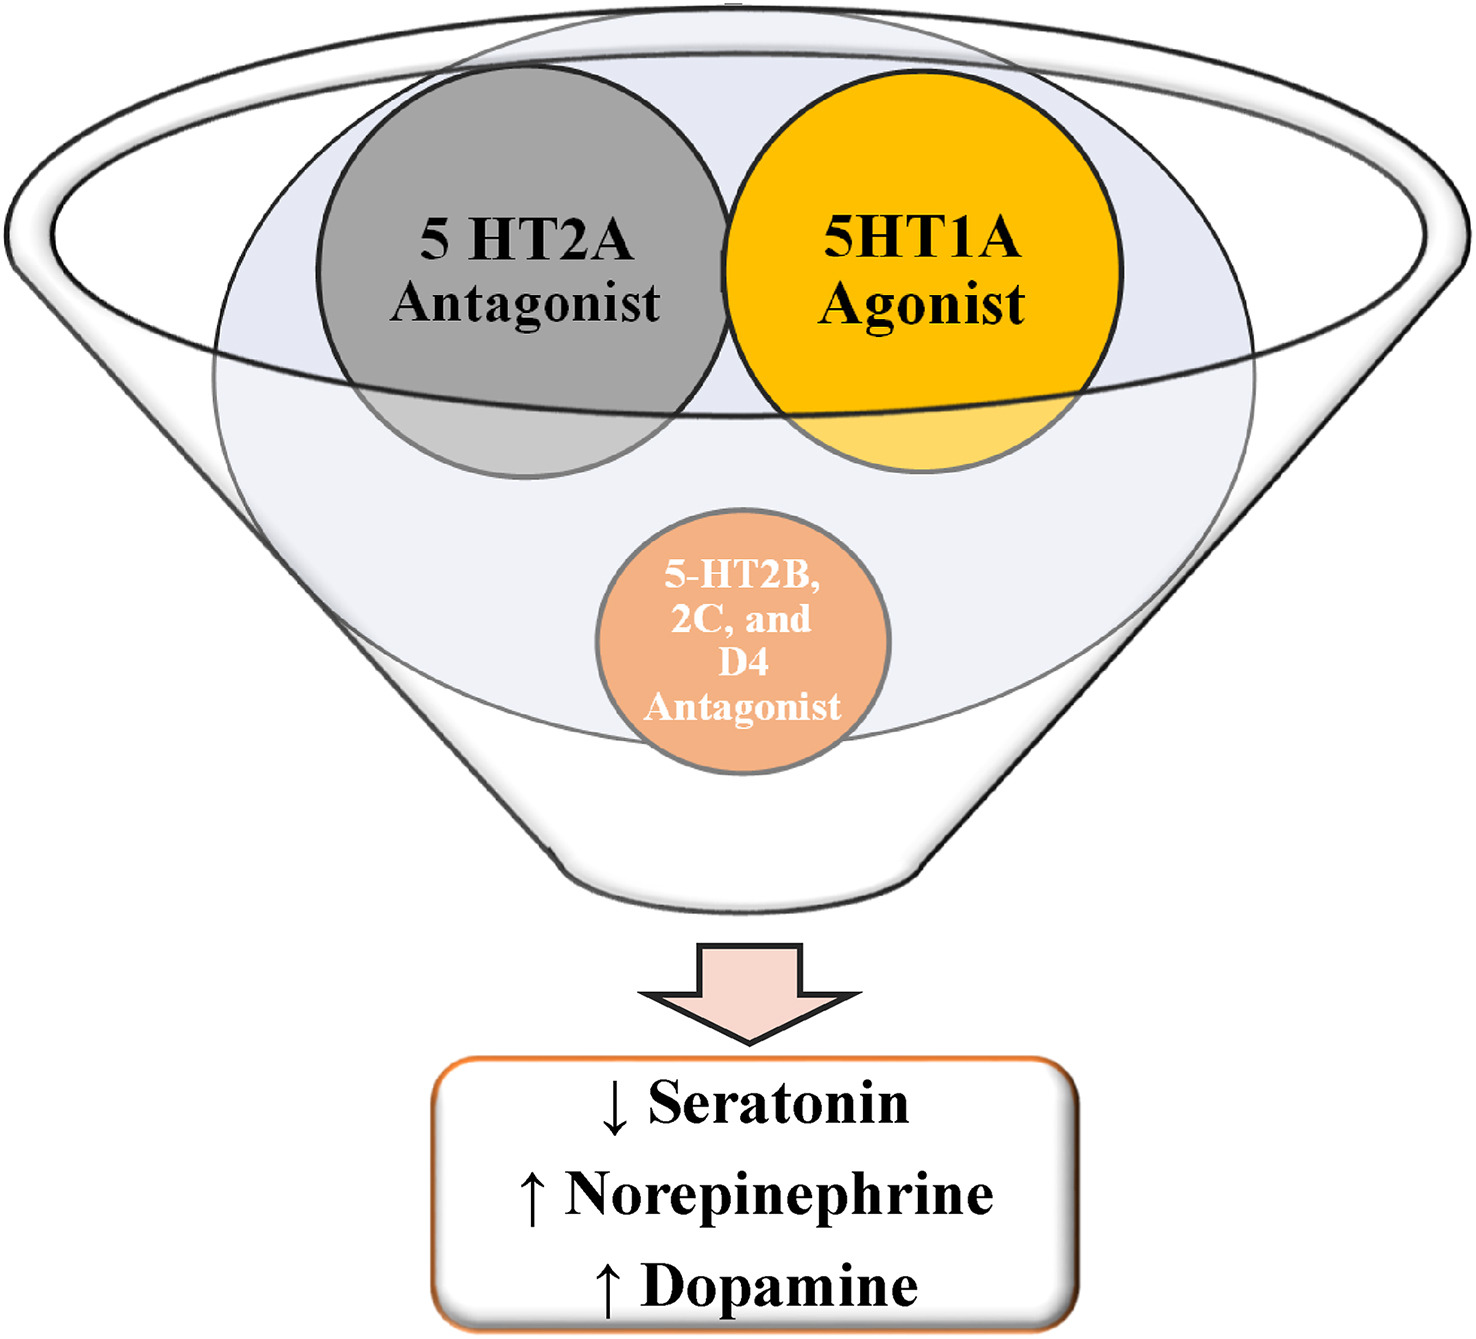 5 HT2A
Antagonist
5HT1A
Agonist
5-HT2B,
2C, and
D4
Antagonist
↓ Seratonin
↑ Norepinephrine
↑ Dopamine